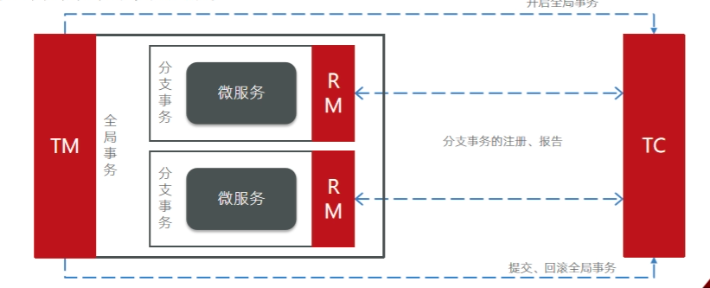 开启全局事务
TM
全局事务
分支事务
微服务
RM
分支事务的注册、报告
TC
分支事务
微服务
RM
提交、回滚全局事务